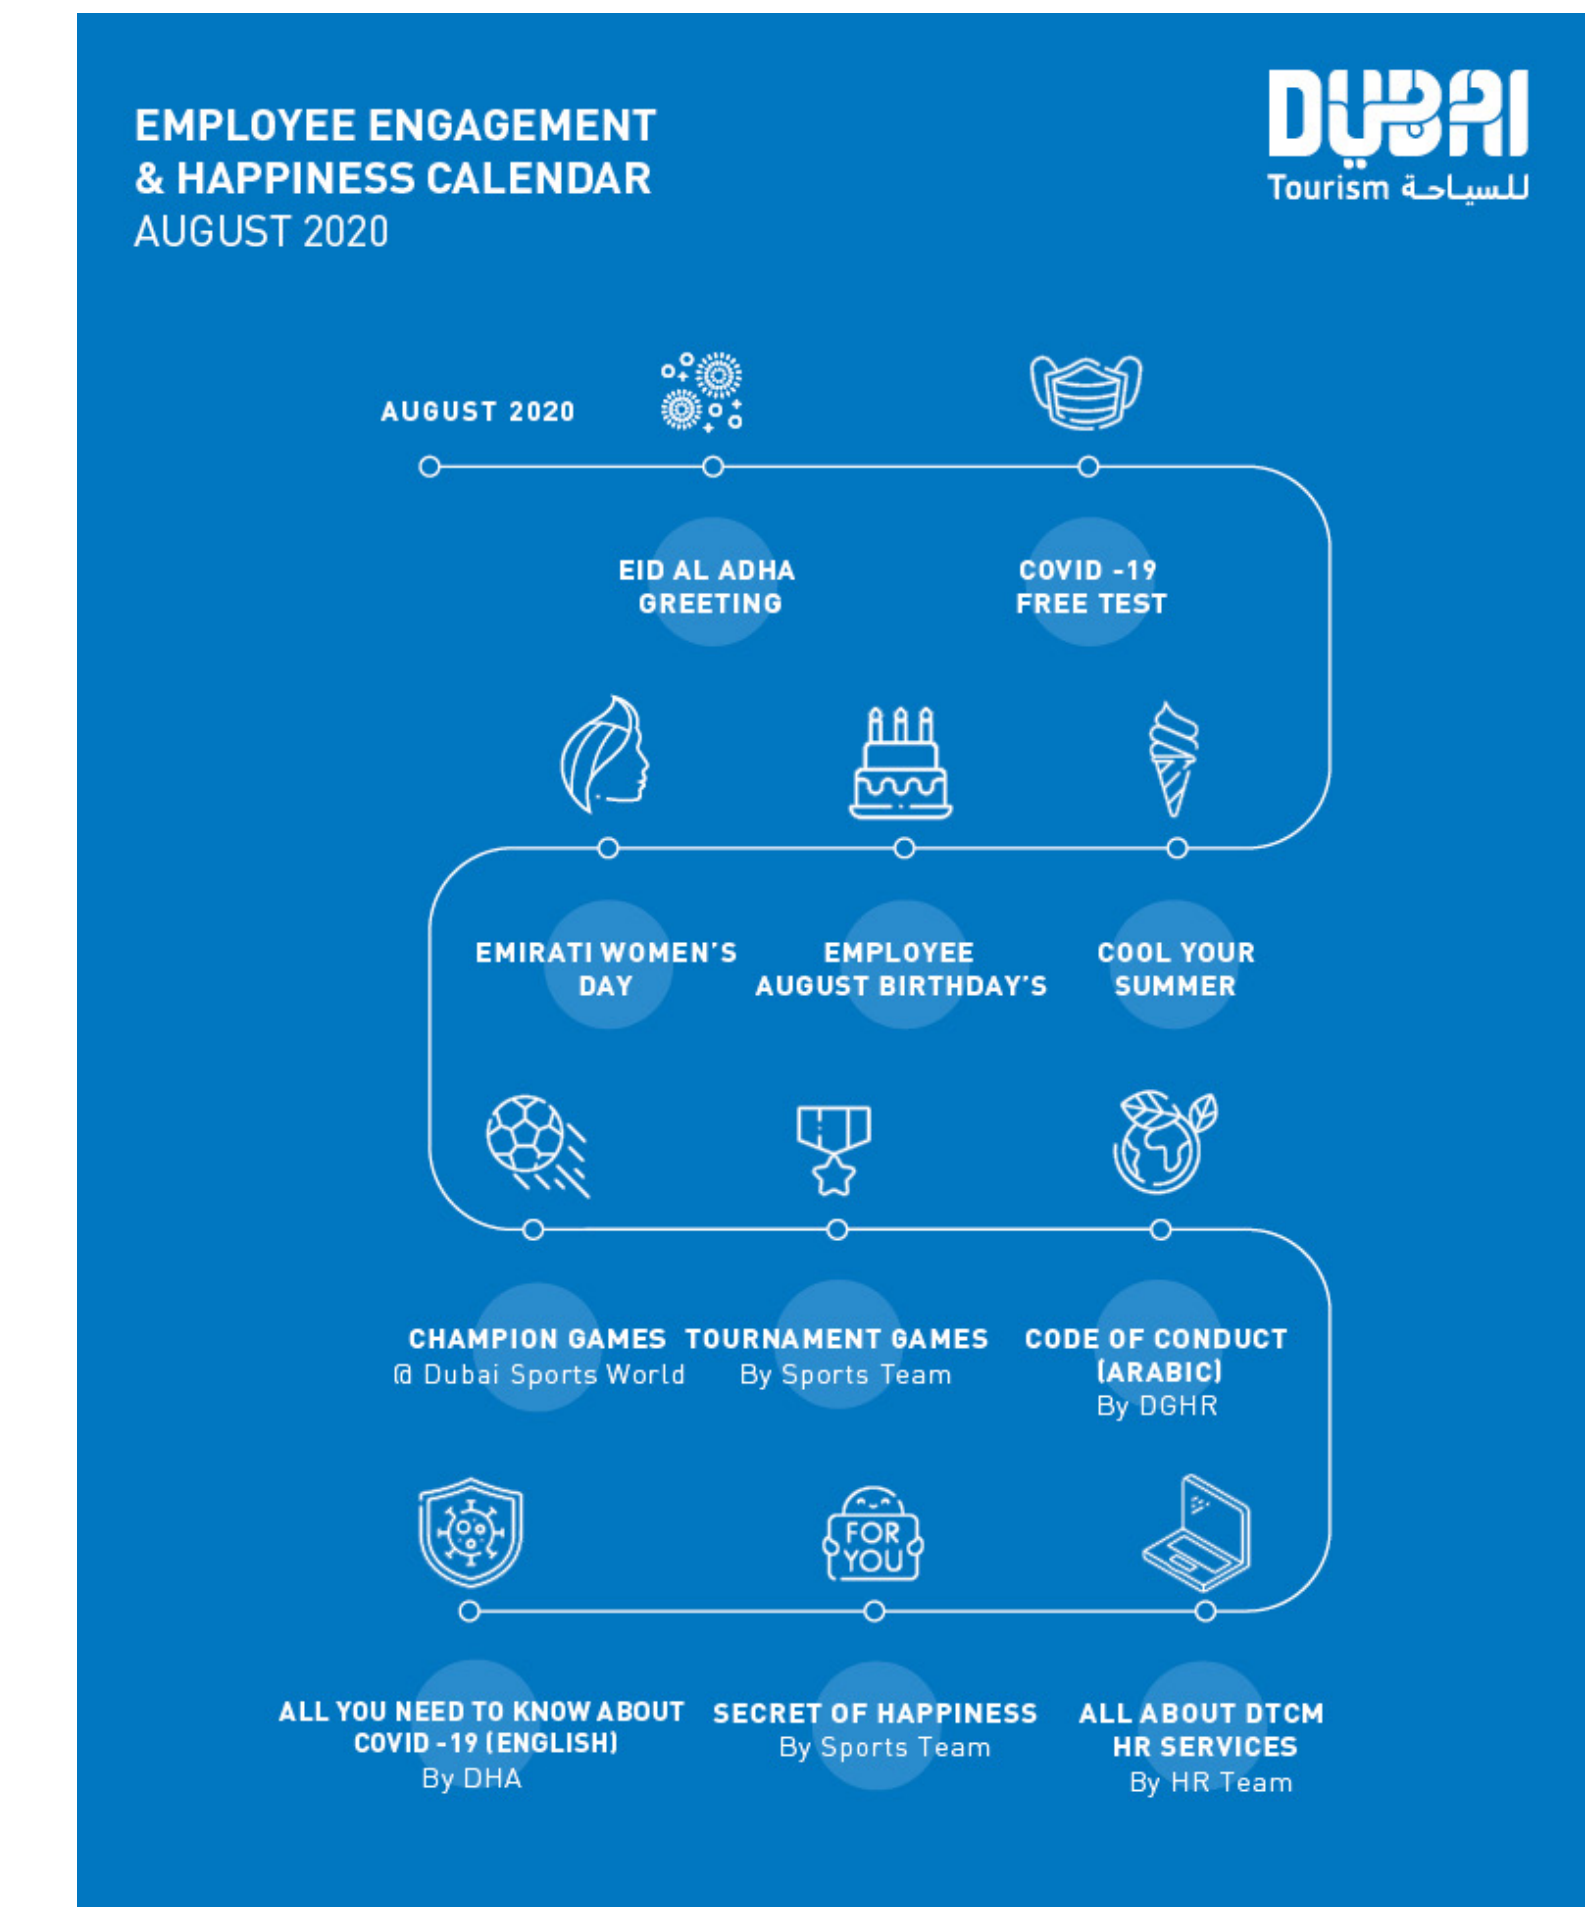 EMPLOYEE ENGAGEMENT
& HAPPINESS CALENDAR
AUGUST 2020
DUBAI
Tourism للسياحة
AUGUST 2020
EID AL ADHA
GREETING
COVID -19
FREE TEST
EMIRATI WOMEN'S
DAY
EMPLOYEE
AUGUST BIRTHDAY'S
COOL YOUR
SUMMER
CHAMPION GAMES
@ Dubai Sports World
TOURNAMENT GAMES
By Sports Team
CODE OF CONDUCT
(ARABIC)
By DGHR
FOR
YOU
ALL YOU NEED TO KNOW ABOUT
COVID -19 (ENGLISH)
By DHA
SECRET OF HAPPINESS
By Sports Team
ALL ABOUT DTCM
HR SERVICES
By HR Team